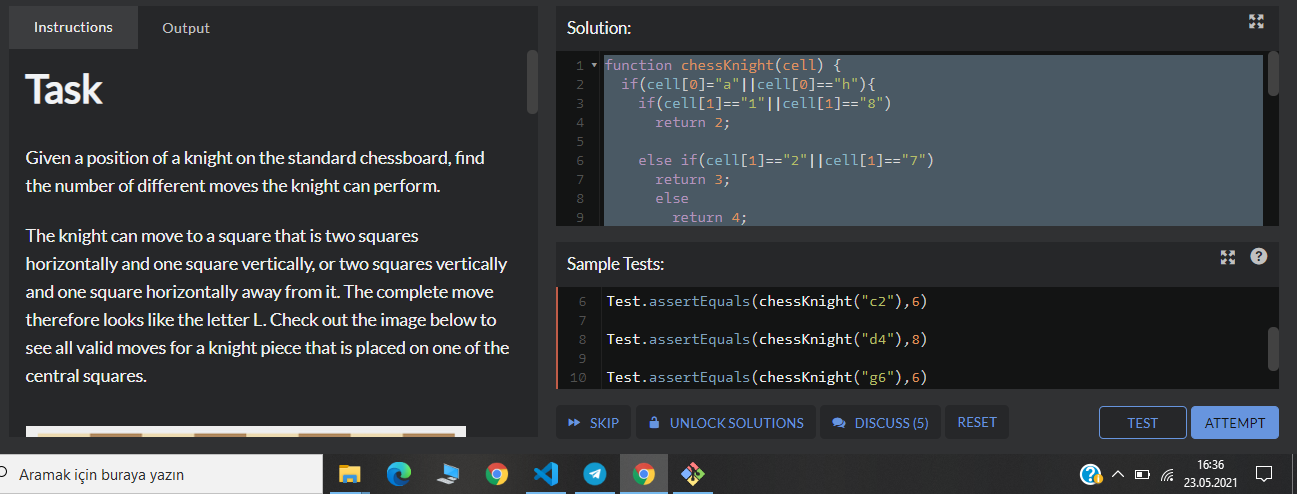 Instructions
Output
Task
Given a position of a knight on the standard chessboard, find
the number of different moves the knight can perform.
The knight can move to a square that is two squares
horizontally and one square vertically, or two squares vertically
and one square horizontally away from it. The complete move
therefore looks like the letter L. Check out the image below to
see all valid moves for a knight piece that is placed on one of the
central squares.
Solution:
1 function chessKnight(cell) {
2 if(cell[0]="a"||cell[0]=="h"){
3 if(cell[1]=="1"||cell[1]=="8")
4 return 2;
5
6 else if(cell[1]=="2"||cell[1]=="7")
7 return 3;
8 else
9 return 4;
Sample Tests:
6 Test.assertEquals(chessKnight("c2"),6)
7
8 Test.assertEquals(chessKnight("d4"),8)
9
10 Test.assertEquals(chessKnight("g6"),6)
SKIP
UNLOCK SOLUTIONS
DISCUSS (5)
RESET
TEST
ATTEMPT
Aramak için buraya yazın
16:36
23.05.2021